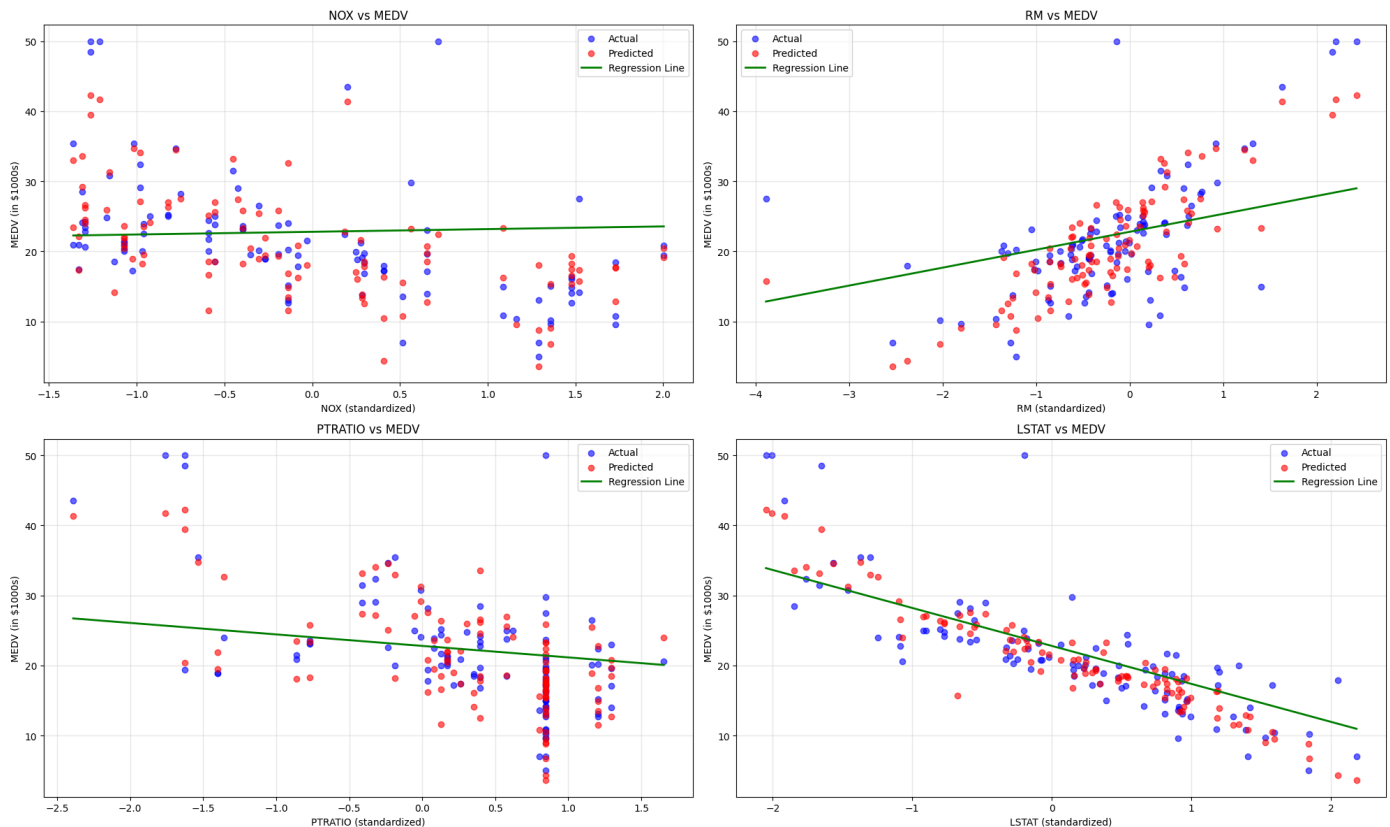 NOX vs MEDV
50
40
30
20
10
MEDV (in $1000s)
Actual
Predicted
Regression Line
−1.5
−1.0
−0.5
0.0
0.5
1.0
1.5
2.0
NOX (standardized)
RM vs MEDV
50
40
30
20
10
MEDV (in $1000s)
Actual
Predicted
Regression Line
−4
−3
−2
−1
0
1
2
RM (standardized)
PTRATIO vs MEDV
50
40
30
20
10
MEDV (in $1000s)
Actual
Predicted
Regression Line
−2.5
−2.0
−1.5
−1.0
−0.5
0.0
0.5
1.0
1.5
PTRATIO (standardized)
LSTAT vs MEDV
50
40
30
20
10
MEDV (in $1000s)
Actual
Predicted
Regression Line
−2
−1
0
1
2
LSTAT (standardized)